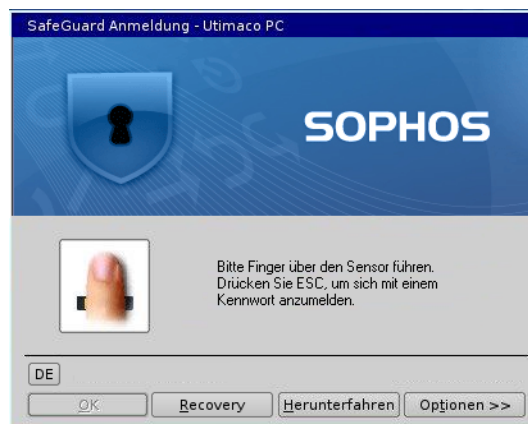 SafeGuard Anmeldung - Utimaco PC
SOPHOS
Bitte Finger über den Sensor führen.
Drücken Sie ESC, um sich mit einem
Kennwort anzumelden.
DE
OK
Recovery
Herunterfahren
Optionen >>